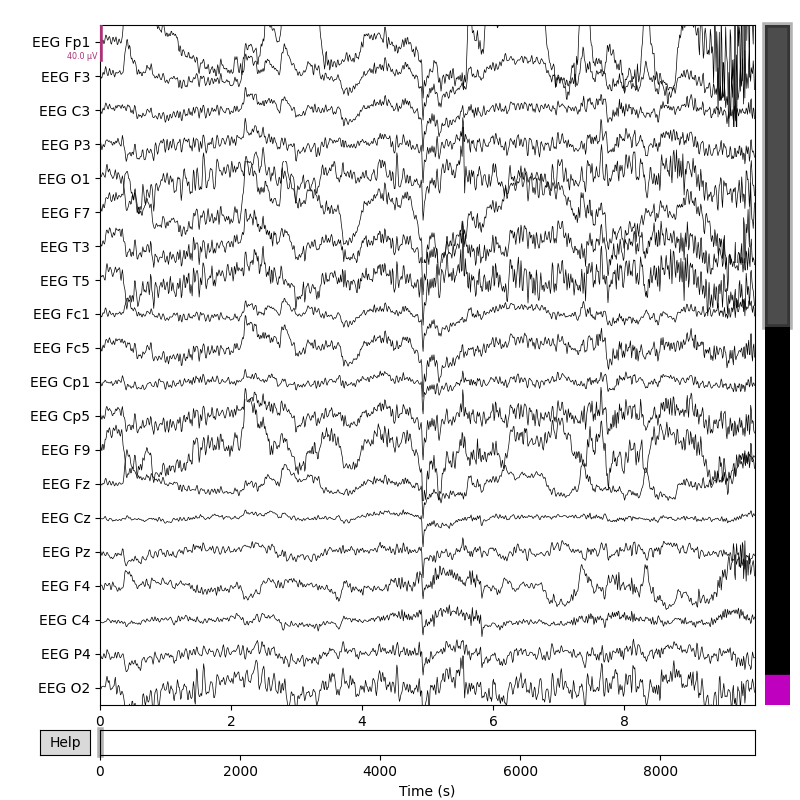 EEG Fp1
40.0 µV
EEG F3
EEG C3
EEG P3
EEG O1
EEG F7
EEG T3
EEG T5
EEG Fc1
EEG Fc5
EEG Cp1
EEG Cp5
EEG F9
EEG Fz
EEG Cz
EEG Pz
EEG F4
EEG C4
EEG P4
EEG O2
0 2 4 6 8
Help
0 2000 4000 6000 8000
Time (s)